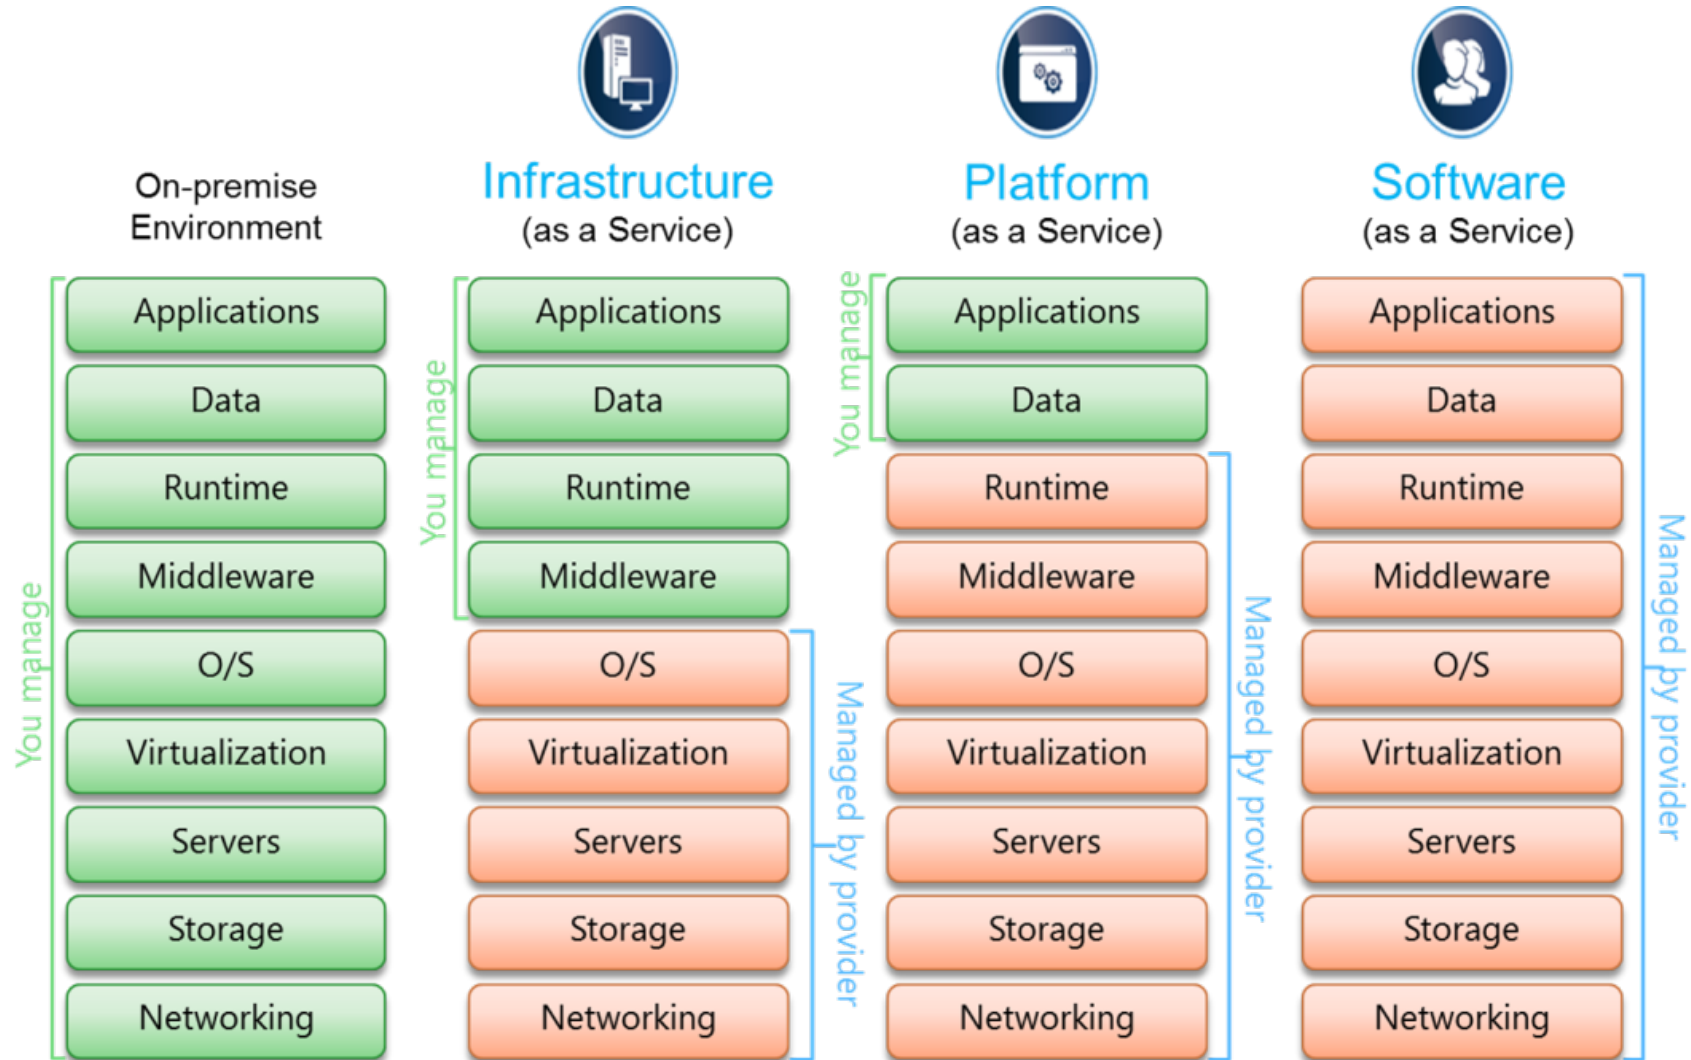 On-premise
Environment
You manage
Applications
Data
Runtime
Middleware
O/S
Virtualization
Servers
Storage
Networking
Infrastructure
(as a Service)
You manage
Applications
Data
Runtime
Middleware
O/S
Virtualization
Servers
Storage
Networking
Managed by provider
Platform
(as a Service)
You manage
Applications
Data
Runtime
Middleware
O/S
Virtualization
Servers
Storage
Networking
Managed by provider
Software
(as a Service)
Applications
Data
Runtime
Middleware
O/S
Virtualization
Servers
Storage
Networking
Managed by provider